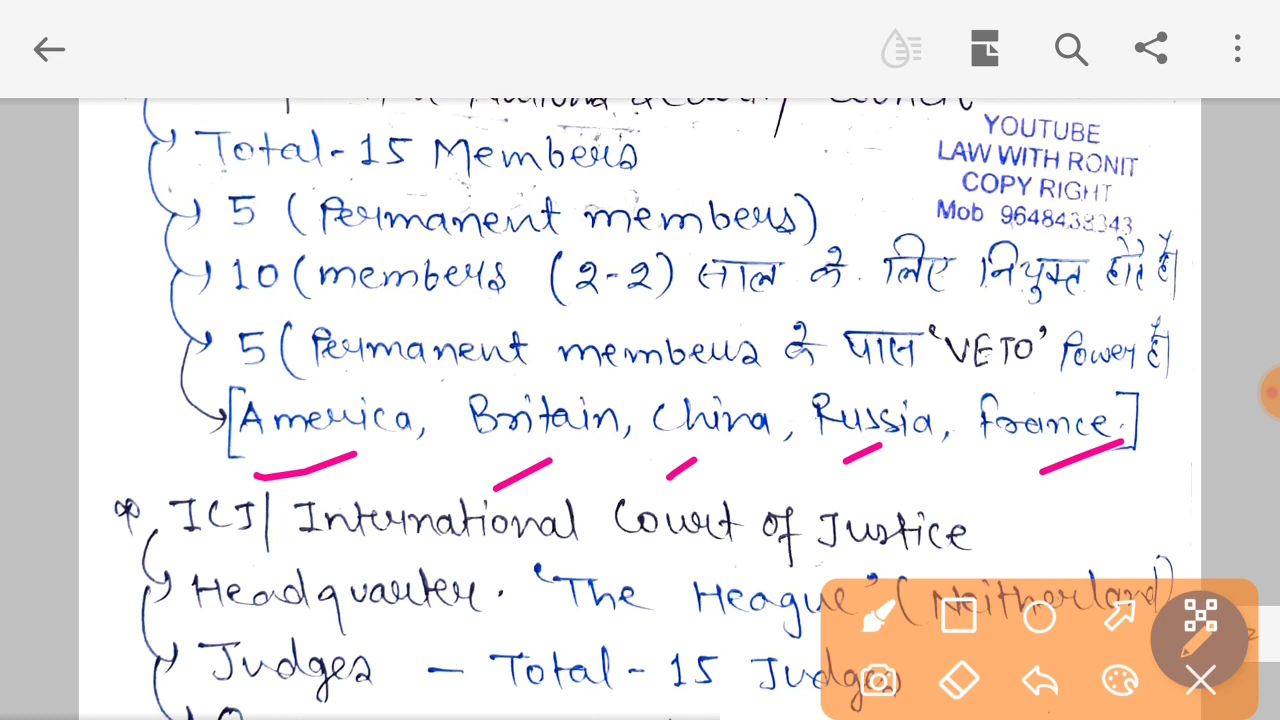 Total-15 Members
YOUTUBE
LAW WITH RONIT
COPY RIGHT
Mob 9648438343
5 (Permanent members)
10 (members (2-2) साल के लिए नियुक्त होते हैं|
5 (Permanent members के पास 'VETO' Power है|
[America, Britain, China, Russia, France.]
ICJ| International Court of Justice
Headquarter. 'The Heague' (Neitherland)
Judges - Total-15 Judges